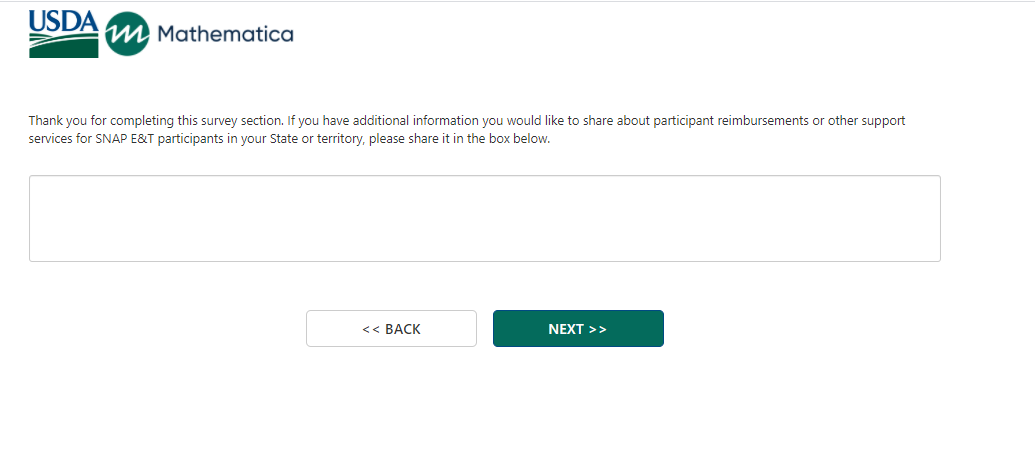 USDA
m Mathematica
Thank you for completing this survey section. If you have additional information you would like to share about participant reimbursements or other support
services for SNAP E&T participants in your State or territory, please share it in the box below.
<< BACK
NEXT >>